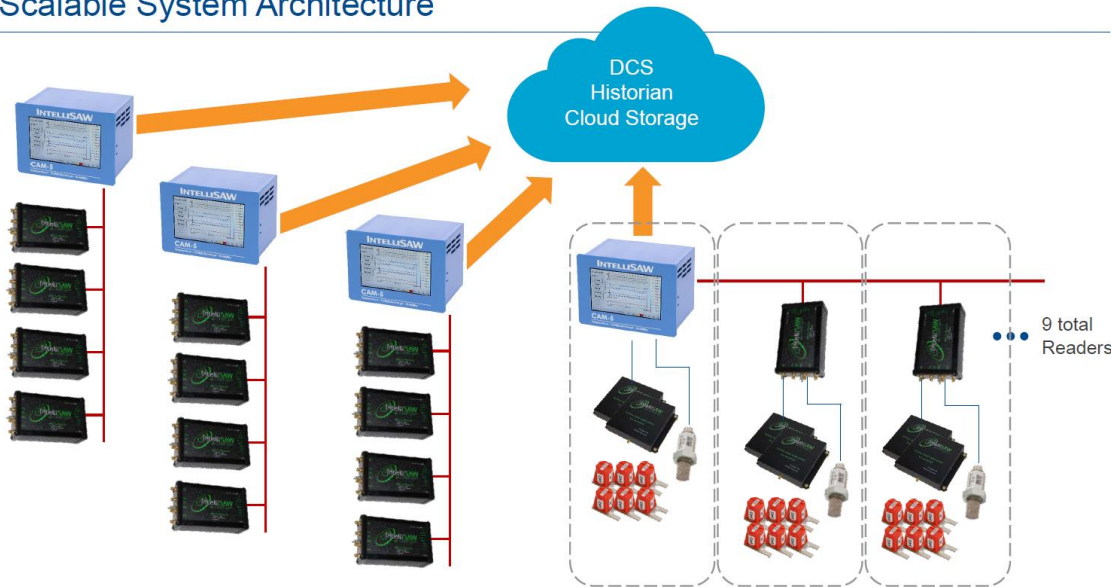 Scalable System Architecture
DCS
Historian
Cloud Storage
INTELLISAW
CAM-5
INTELLISAW
CAM-5
INTELLISAW
CAM-5
INTELLISAW
CAM-5
9 total
Readers